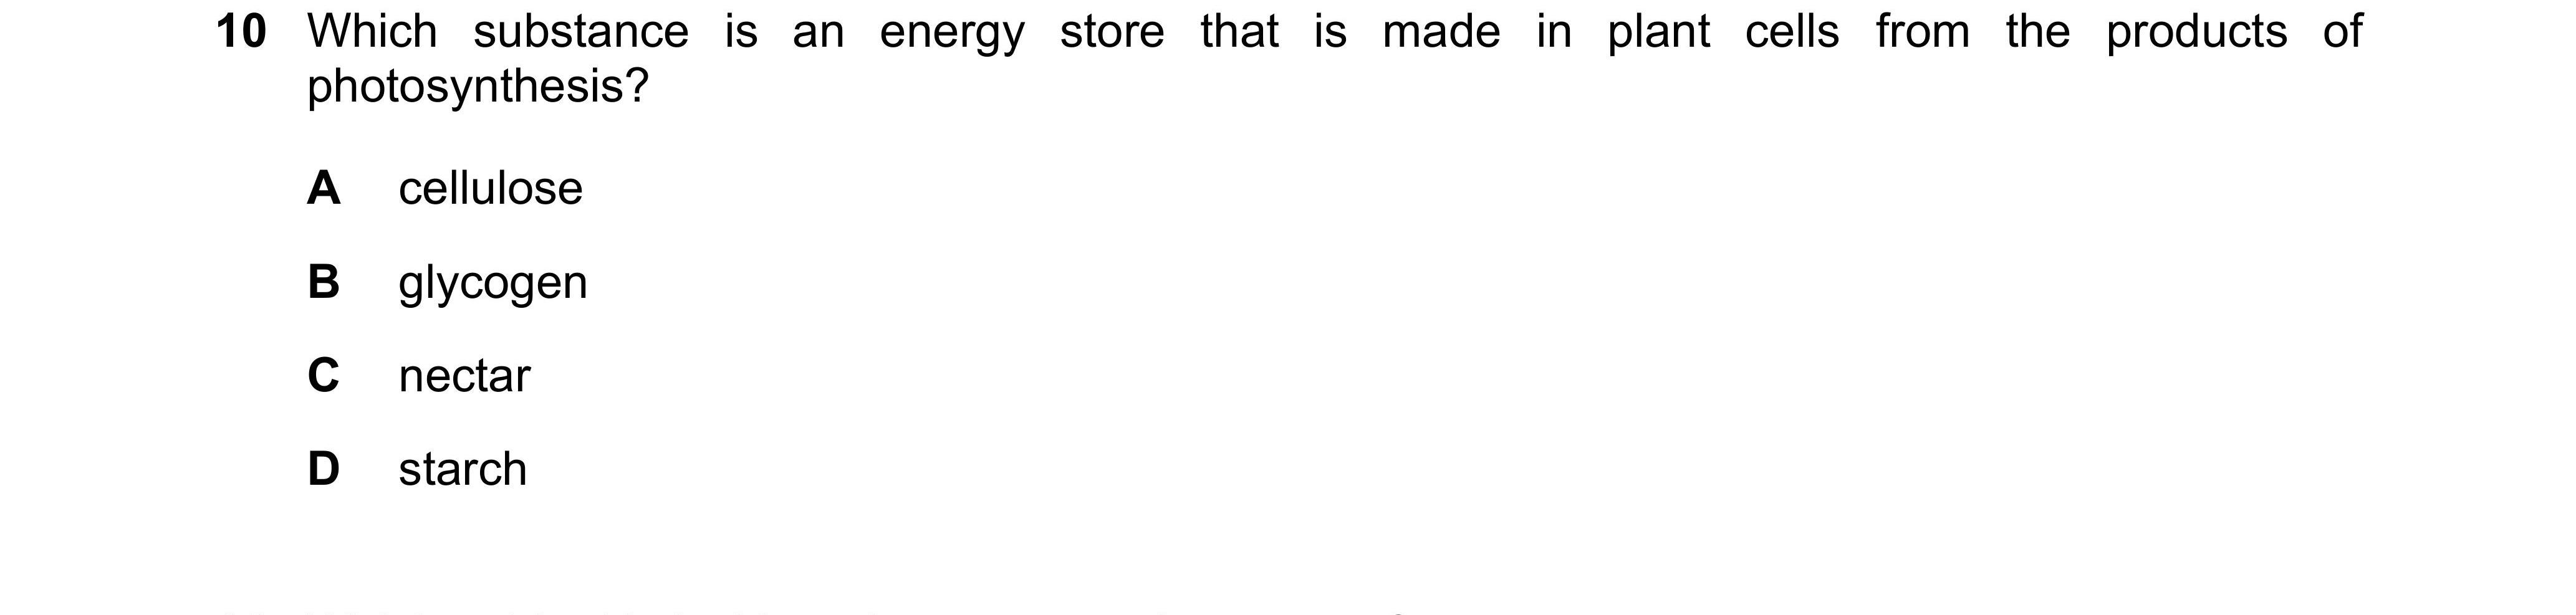 10 Which substance is an energy store that is made in plant cells from the products of
photosynthesis?
A cellulose
B glycogen
C nectar
D starch